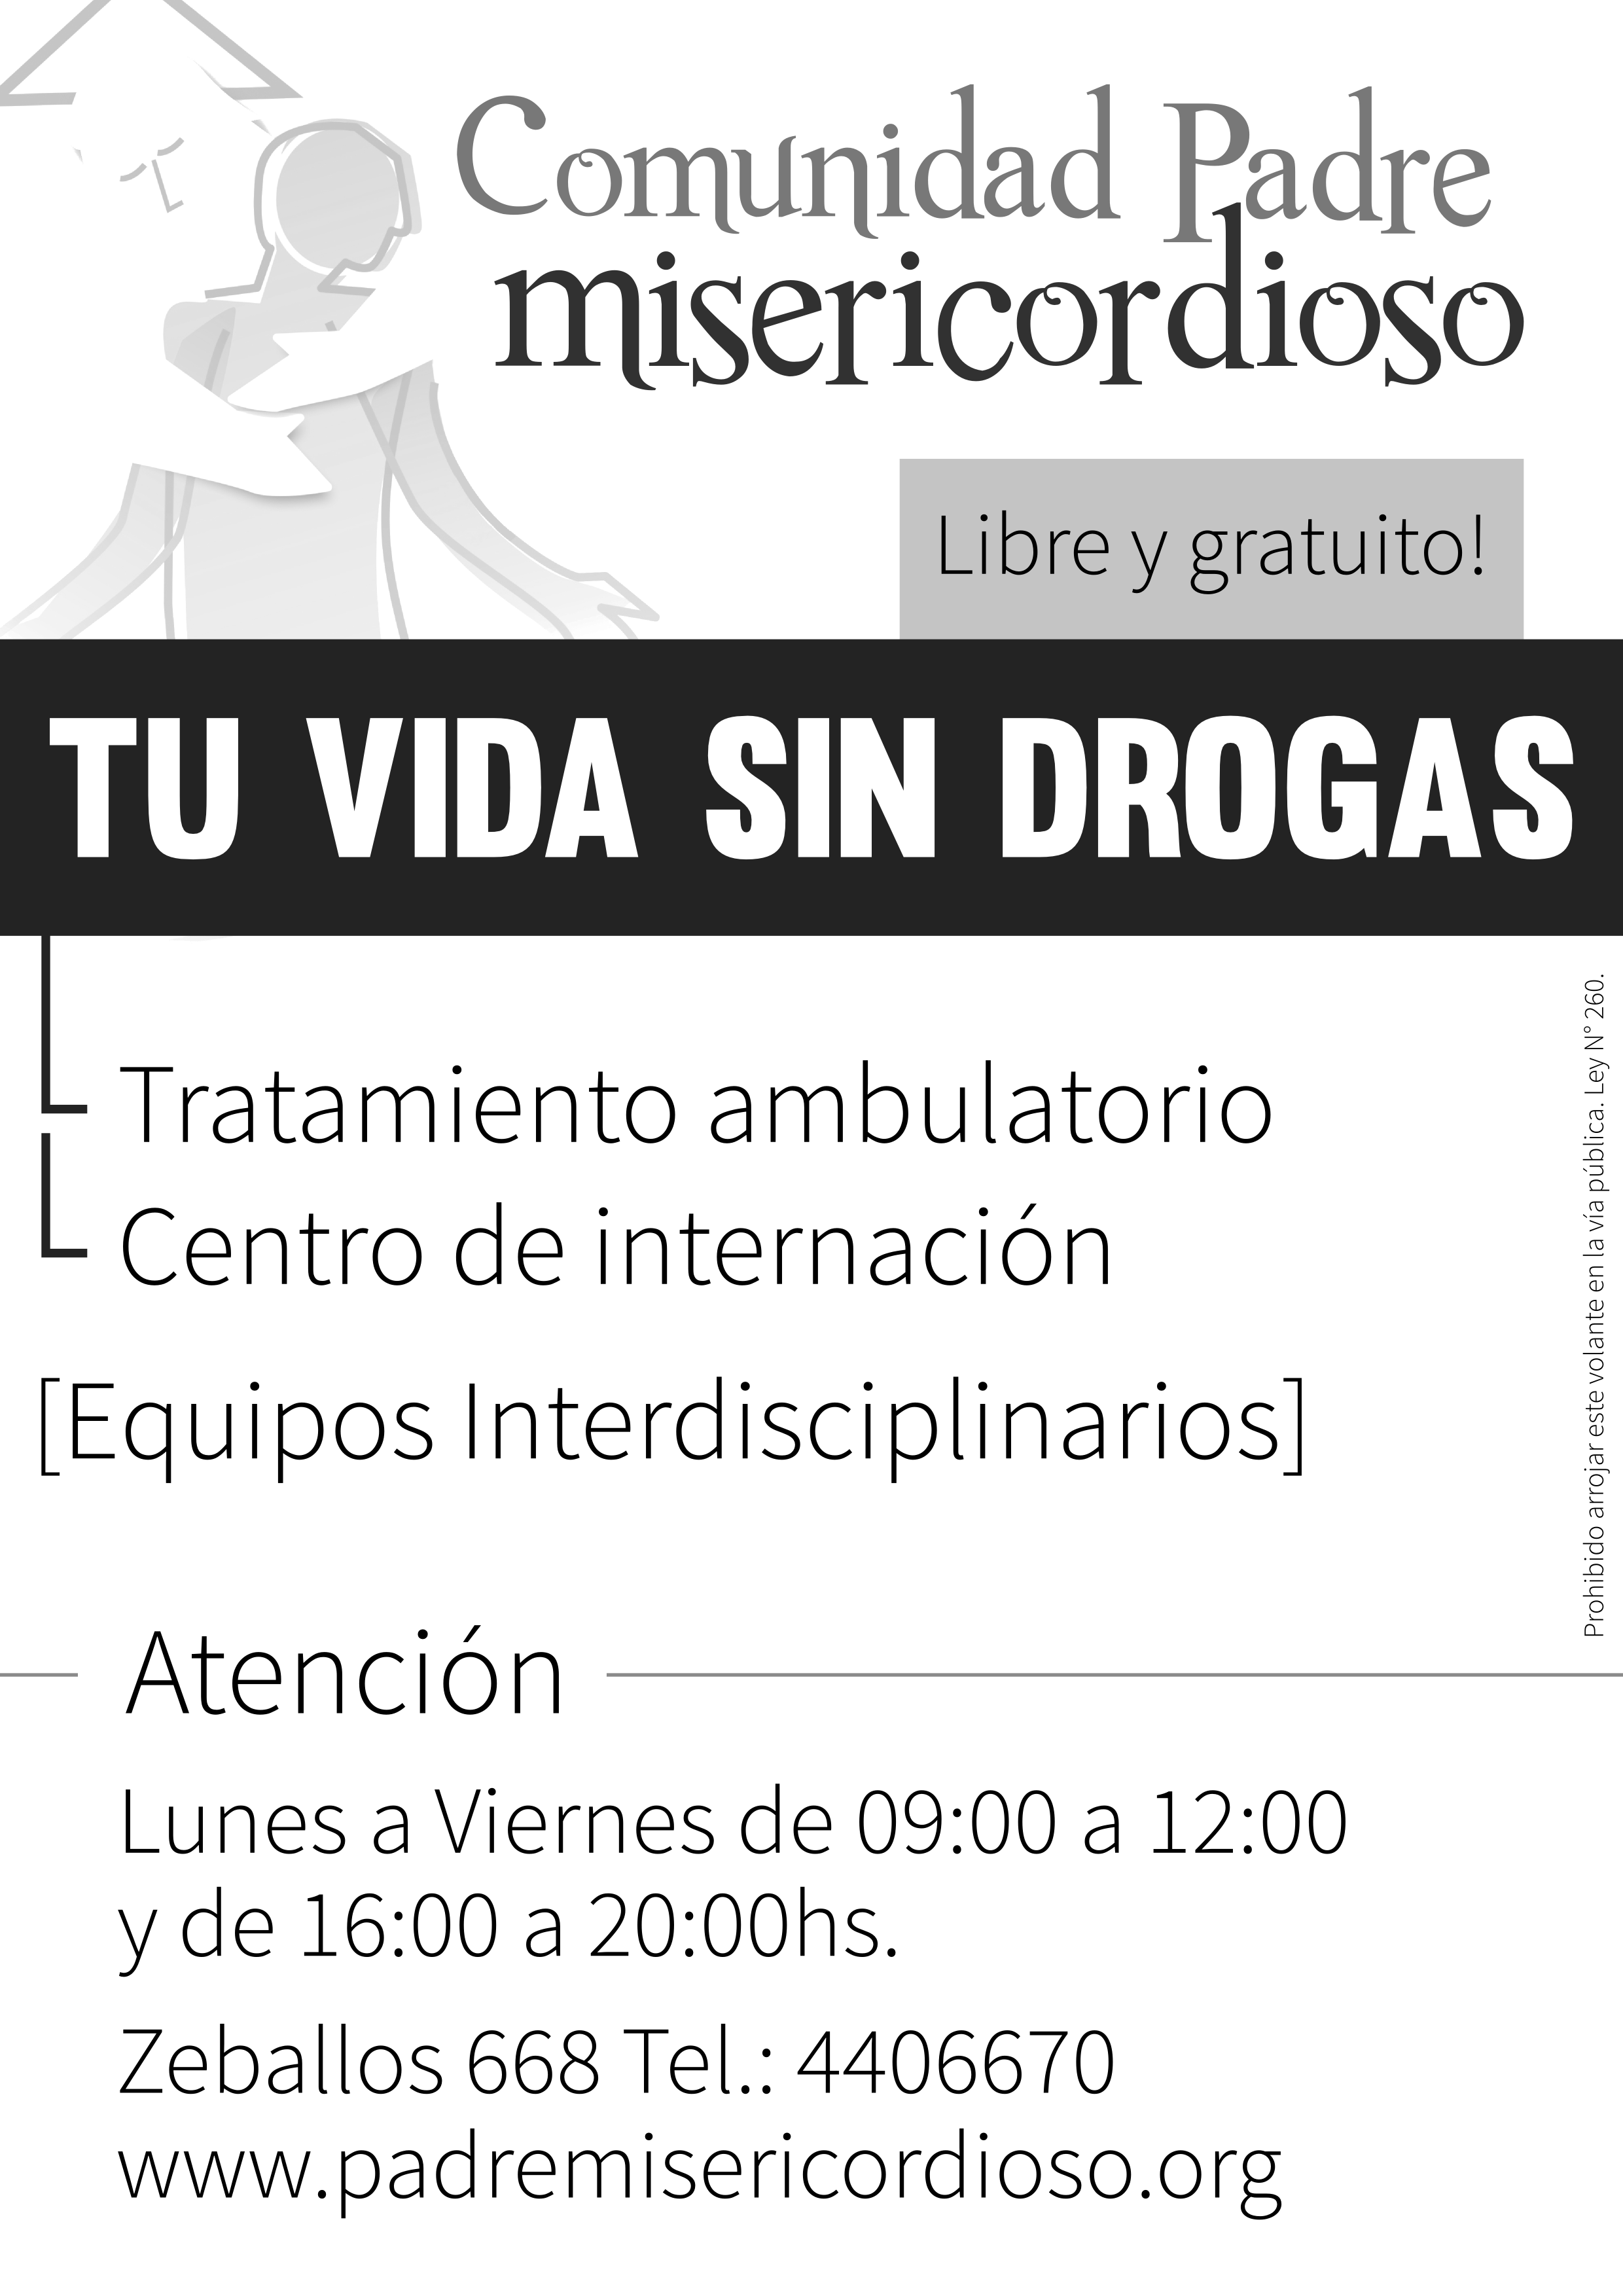 Comunidad Padre
misericordioso
Libre y gratuito!
TU VIDA SIN DROGAS
Tratamiento ambulatorio
Centro de internación
[Equipos Interdisciplinarios]
Prohibido arrojar este volante en la vía pública. Ley N° 260.
Atención
Lunes a Viernes de 09:00 a 12:00
y de 16:00 a 20:00hs.
Zeballos 668 Tel.: 4406670
www.padremisericordioso.org